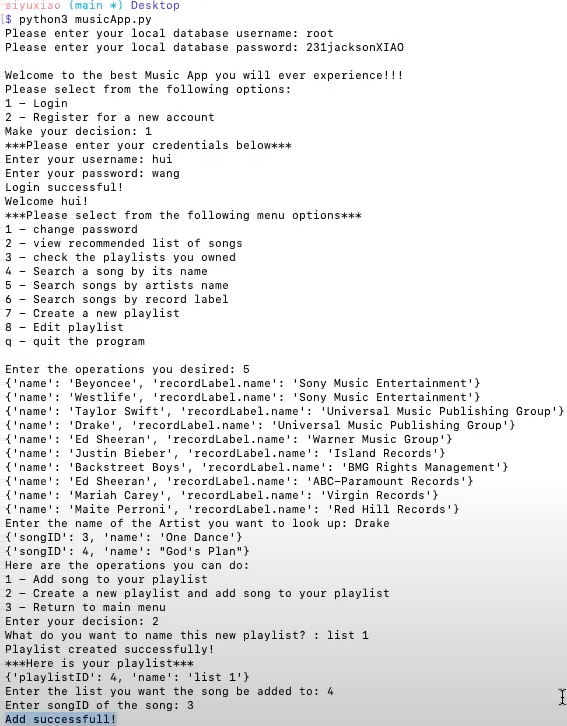 siyuxiao (main *) Desktop
$ python3 musicApp.py
Please enter your local database username: root
Please enter your local database password: 231jacksonXIAO

Welcome to the best Music App you will ever experience!!!
Please select from the following options:
1 – Login
2 – Register for a new account
Make your decision: 1
***Please enter your credentials below***
Enter your username: hui
Enter your password: wang
Login successful!
Welcome hui!
***Please select from the following menu options***
1 – change password
2 – view recommended list of songs
3 – check the playlists you owned
4 – Search a song by its name
5 – Search songs by artists name
6 – Search songs by record label
7 – Create a new playlist
8 – Edit playlist
q – quit the program

Enter the operations you desired: 5
{'name': 'Beyoncee', 'recordLabel.name': 'Sony Music Entertainment'}
{'name': 'Westlife', 'recordLabel.name': 'Sony Music Entertainment'}
{'name': 'Taylor Swift', 'recordLabel.name': 'Universal Music Publishing Group'}
{'name': 'Drake', 'recordLabel.name': 'Universal Music Publishing Group'}
{'name': 'Ed Sheeran', 'recordLabel.name': 'Warner Music Group'}
{'name': 'Justin Bieber', 'recordLabel.name': 'Island Records'}
{'name': 'Backstreet Boys', 'recordLabel.name': 'BMG Rights Management'}
{'name': 'Ed Sheeran', 'recordLabel.name': 'ABC–Paramount Records'}
{'name': 'Mariah Carey', 'recordLabel.name': 'Virgin Records'}
{'name': 'Maite Perroni', 'recordLabel.name': 'Red Hill Records'}
Enter the name of the Artist you want to look up: Drake
{'songID': 3, 'name': 'One Dance'}
{'songID': 4, 'name': "God's Plan"}
Here are the operations you can do:
1 – Add song to your playlist
2 – Create a new playlist and add song to your playlist
3 – Return to main menu
Enter your decision: 2
What do you want to name this new playlist? : list 1
Playlist created successfully!
***Here is your playlist***
{'playlistID': 4, 'name': 'list 1'}
Enter the list you want the song be added to: 4
Enter songID of the song: 3
Add successfull!